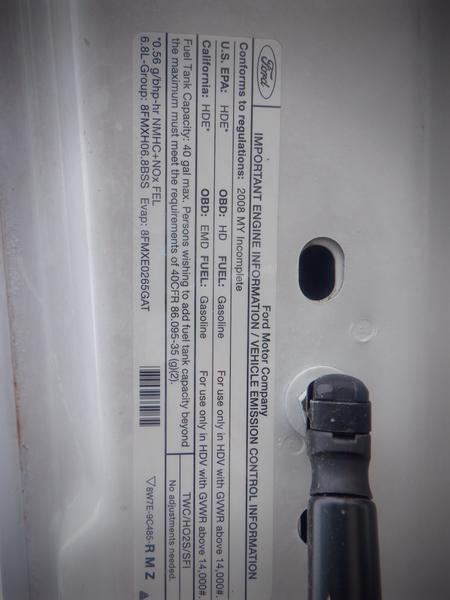 Ford
Ford Motor Company
IMPORTANT ENGINE INFORMATION / VEHICLE EMISSION CONTROL INFORMATION
Conforms to regulations: 2008 MY Incomplete
U.S. EPA: HDE* OBD: HD FUEL: Gasoline For use only in HDV with GVWR above 14,000#.
California: HDE* OBD: EMD FUEL: Gasoline For use only in HDV with GVWR above 14,000#.
Fuel Tank Capacity: 40 gal max. Persons wishing to add fuel tank capacity beyond
the maximum must meet the requirements of 40CFR 86.095-35 (g)(2).
TWC/HO2S/SFI
No adjustments needed.
*0.56 g/bhp-hr NMHC+NOx FEL
6.8L-Group: 8FMXH06.8BSS Evap: 8FMXE0265GAT
8W7E-9C485-RMZ